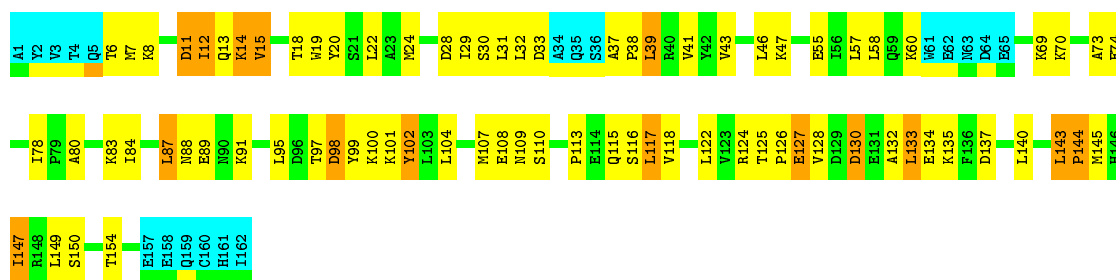 A1 Y2 V3 T4 Q5 T6 M7 K8 D11 I12 Q13 K14 V15 T18 W19 Y20 S21 L22 A23 M24 D28 I29 S30 L31 L32 D33 A34 Q35 S36 A37 P38 L39 R40 V41 Y42 V43 L46 K47 E55 I56 L57 L58 Q59 K60 W61 E62 N63 D64 E65 K69 K70 A73
I78 P79 A80 K83 I84 L87 N88 E89 N90 K91 L95 D96 T97 D98 Y99 K100 K101 Y102 L103 L104 M107 E108 N109 S110 P113 E114 Q115 S116 L117 V118 L122 V123 R124 T125 P126 E127 V128 D129 D130 E131 A132 L133 E134 K135 F136 D137 L140 L143 P144 M145
I147 R148 L149 S150 T154 E157 E158 Q159 C160 H161 I162